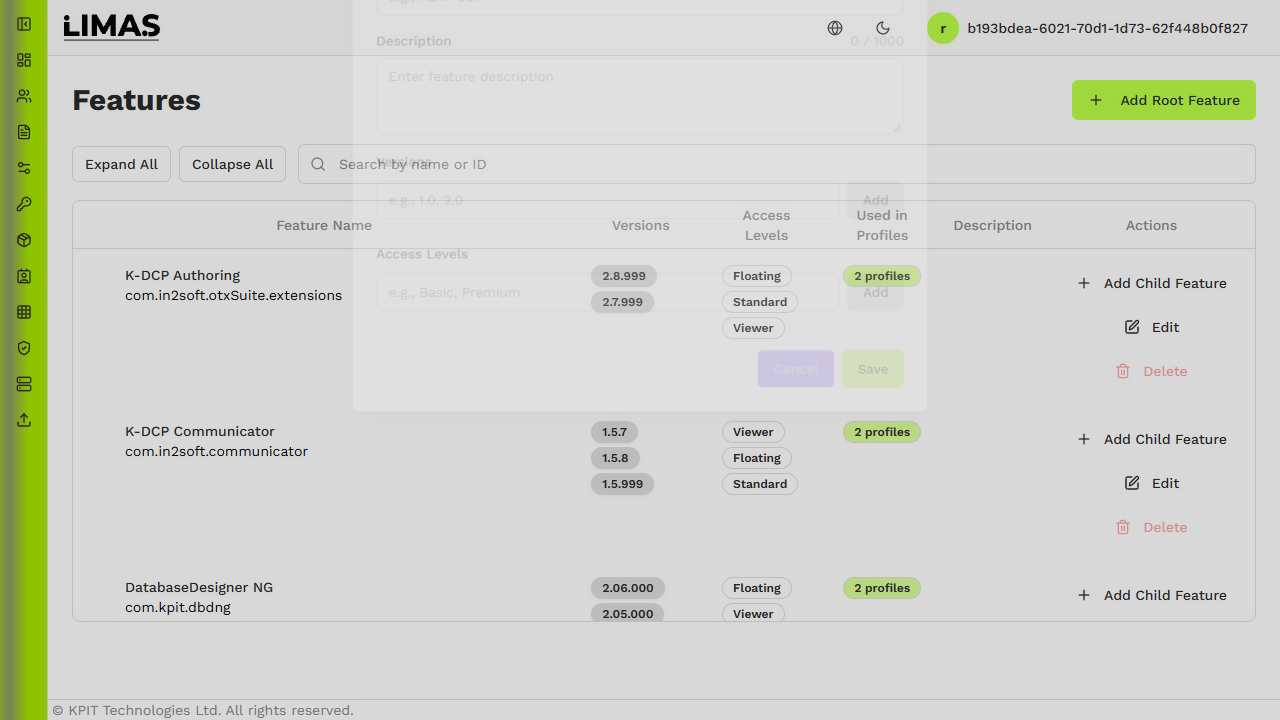 LIMAS
r
b193bdea-6021-70d1-1d73-62f448b0f827
Description
0 / 1000
Enter feature description
Features
Add Root Feature
Expand All
Collapse All
Search by name or ID
Versions
e.g., 1.0, 2.0
Add
Feature Name
Versions
Access Levels
Used in Profiles
Description
Actions
Access Levels
e.g., Basic, Premium
Add
K-DCP Authoring
com.in2soft.otxSuite.extensions
2.8.999
2.7.999
Floating
Standard
Viewer
2 profiles
Add Child Feature
Edit
Delete
Cancel
Save
K-DCP Communicator
com.in2soft.communicator
1.5.7
1.5.8
1.5.999
Viewer
Floating
Standard
2 profiles
Add Child Feature
Edit
Delete
DatabaseDesigner NG
com.kpit.dbdng
2.06.000
2.05.000
Floating
Viewer
2 profiles
Add Child Feature
© KPIT Technologies Ltd. All rights reserved.